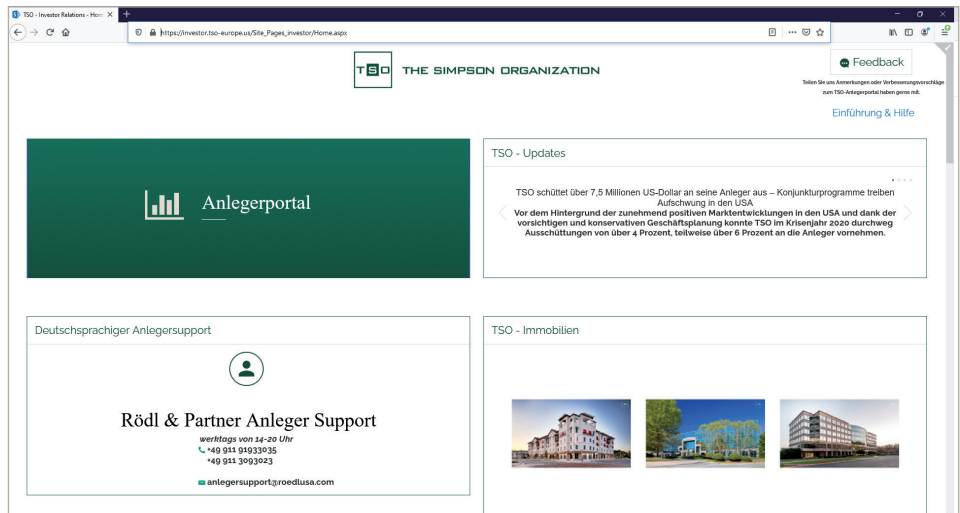 TSO - Investor Relations - Hom
https://investor.tso-europe.us/Site_Pages_investor/Home.aspx
TSO THE SIMPSON ORGANIZATION
Feedback
Teilen Sie uns Anmerkungen oder Verbesserungsvorschläge
zum TSO-Anlegerportal haben gerne mit.
Einführung & Hilfe
Anlegerportal
TSO - Updates
TSO schüttet über 7,5 Millionen US-Dollar an seine Anleger aus – Konjunkturprogramme treiben
Aufschwung in den USA
Vor dem Hintergrund der zunehmend positiven Marktentwicklungen in den USA und dank der
vorsichtigen und konservativen Geschäftsplanung konnte TSO im Krisenjahr 2020 durchweg
Ausschüttungen von über 4 Prozent, teilweise über 6 Prozent an die Anleger vornehmen.
Deutschsprachiger Anlegersupport
Rödl & Partner Anleger Support
werktags von 14-20 Uhr
+49 911 91933035
+49 911 3093023
anlegersupport@roedlusa.com
TSO - Immobilien